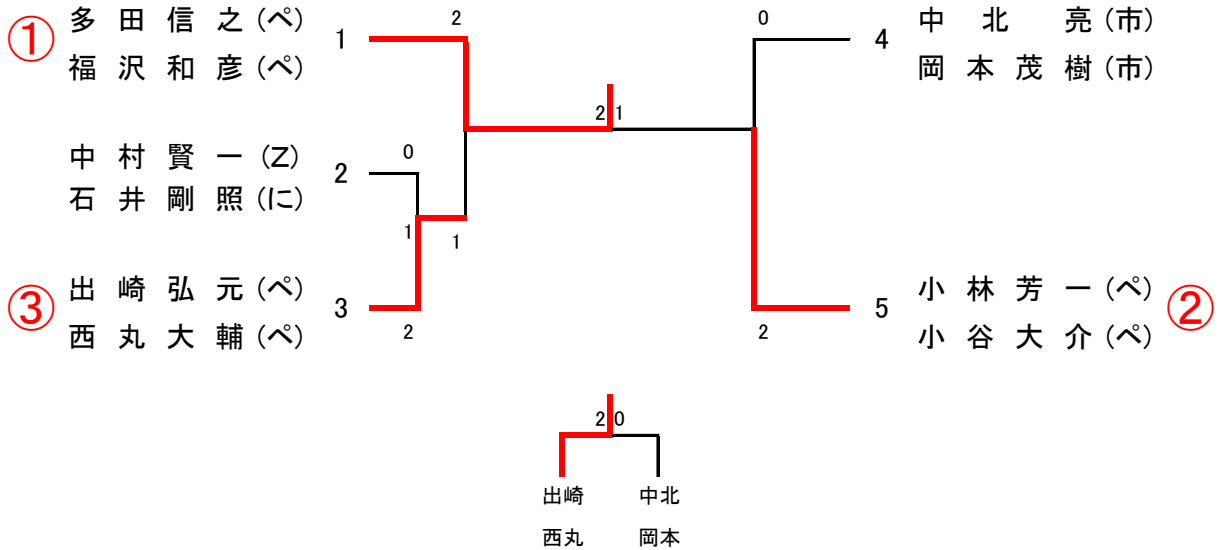 ① 多田信之(ペ) 1 2
福沢和彦(ペ)
0 4 中北亮(市)
岡本茂樹(市)
2 1
中村賢一(Z) 2 0
石井剛照(に)
1 1
③ 出崎弘元(ペ) 3 2
西丸大輔(ペ)
2 5 小林芳一(ペ) ②
小谷大介(ペ)
2 0
出崎 中北
西丸 岡本